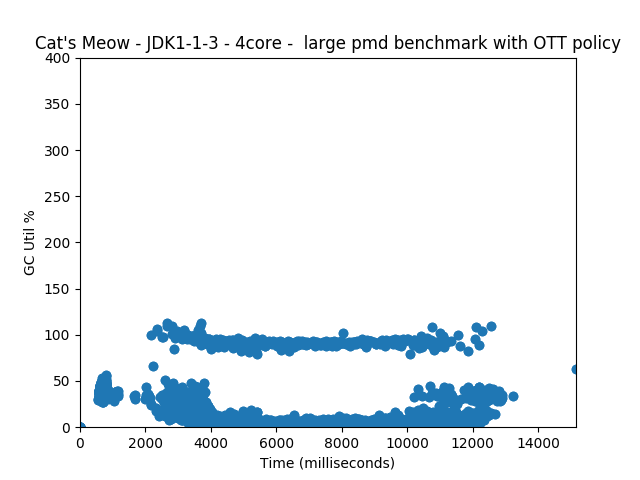 Cat's Meow - JDK1-1-3 - 4core -  large pmd benchmark with OTT policy
400
350
300
250
200
150
100
50
0
GC Util %
0 2000 4000 6000 8000 10000 12000 14000
Time (milliseconds)